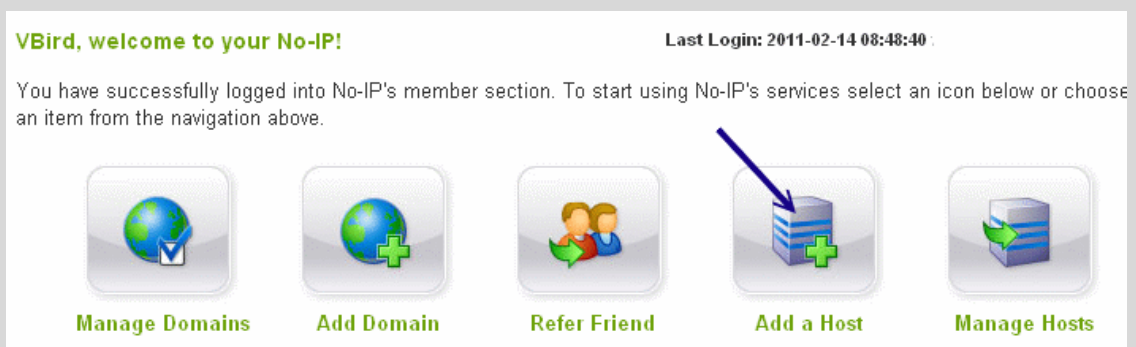 VBird, welcome to your No-IP!
Last Login: 2011-02-14 08:48:40
You have successfully logged into No-IP's member section. To start using No-IP's services select an icon below or choose
an item from the navigation above.
Manage Domains
Add Domain
Refer Friend
Add a Host
Manage Hosts